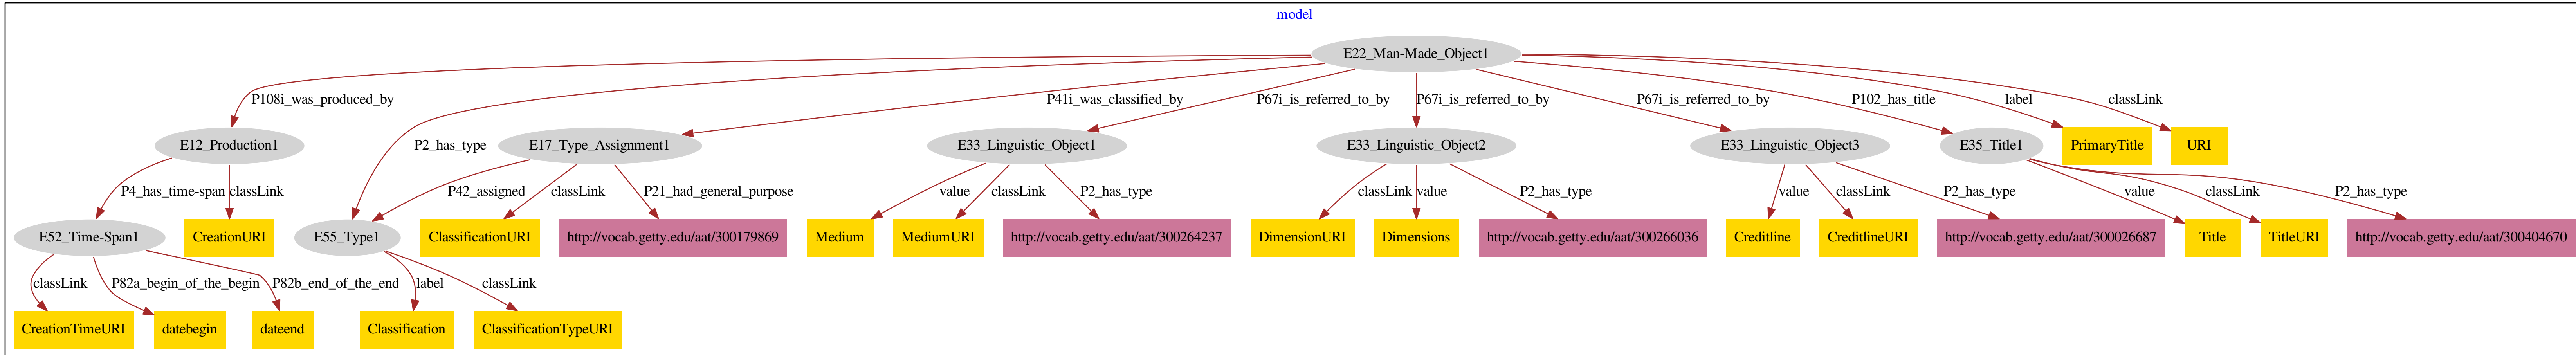 model
E22_Man-Made_Object1
P108i_was_produced_by
P41i_was_classified_by
P67i_is_referred_to_by
P67i_is_referred_to_by
P67i_is_referred_to_by
P102_has_title
label
classLink
E12_Production1
P2_has_type
E17_Type_Assignment1
E33_Linguistic_Object1
E33_Linguistic_Object2
E33_Linguistic_Object3
E35_Title1
PrimaryTitle
URI
P4_has_time-span
classLink
P42_assigned
classLink
P21_had_general_purpose
value
classLink
P2_has_type
classLink
value
P2_has_type
value
classLink
P2_has_type
value
classLink
P2_has_type
E52_Time-Span1
CreationURI
E55_Type1
ClassificationURI
http://vocab.getty.edu/aat/300179869
Medium
MediumURI
http://vocab.getty.edu/aat/300264237
DimensionURI
Dimensions
http://vocab.getty.edu/aat/300266036
Creditline
CreditlineURI
http://vocab.getty.edu/aat/300026687
Title
TitleURI
http://vocab.getty.edu/aat/300404670
classLink
P82a_begin_of_the_begin
P82b_end_of_the_end
label
classLink
CreationTimeURI
datebegin
dateend
Classification
ClassificationTypeURI